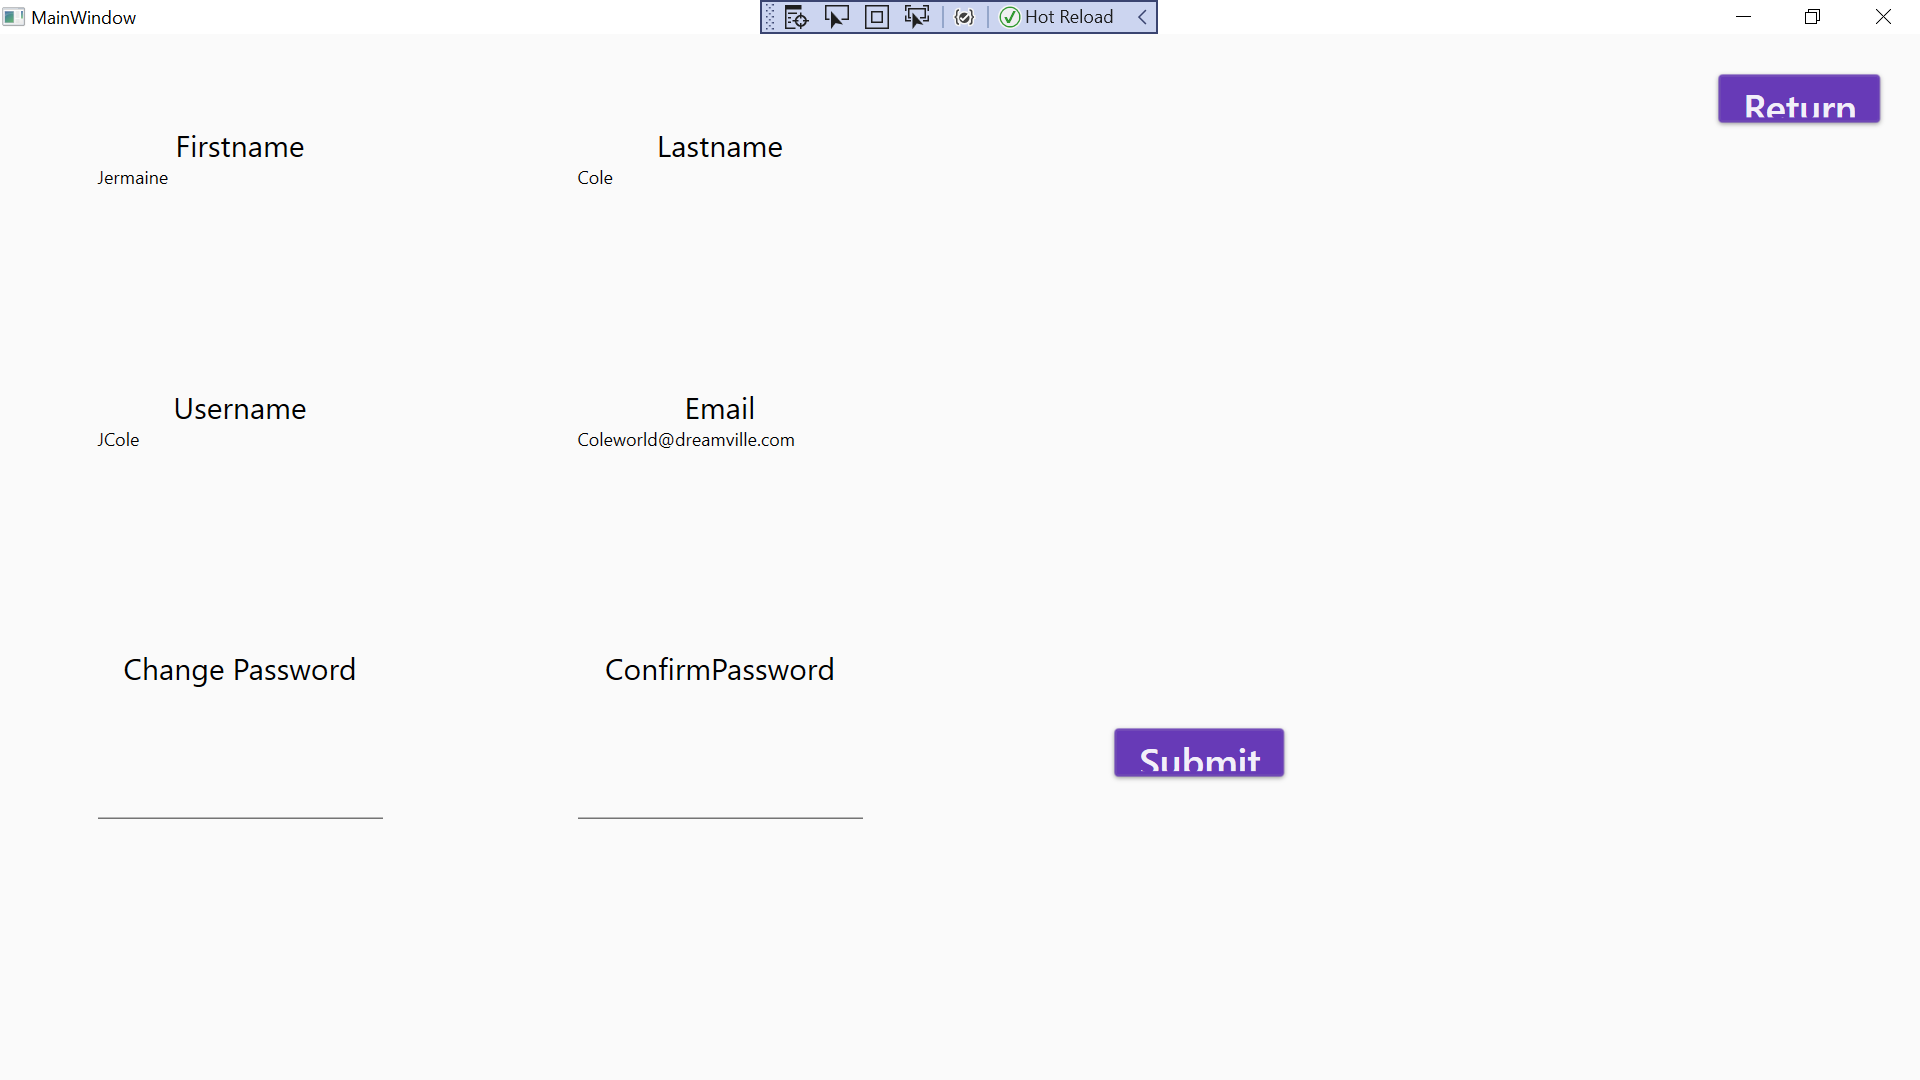 MainWindow
Hot Reload
Return
Firstname
Lastname
Jermaine
Cole
Username
Email
JCole
Coleworld@dreamville.com
Change Password
ConfirmPassword
Submit